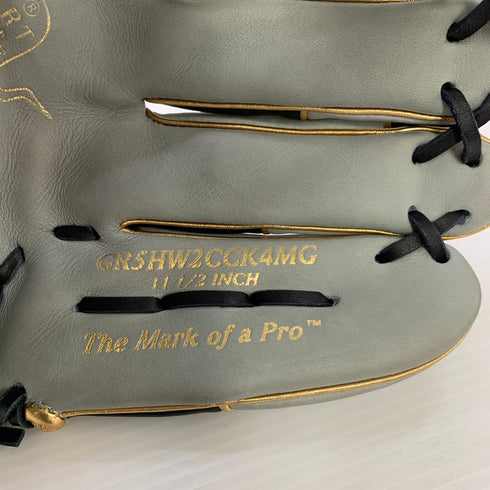 ®
GR5HW2CCK4MG
11 1/2 INCH
The Mark of a Pro™